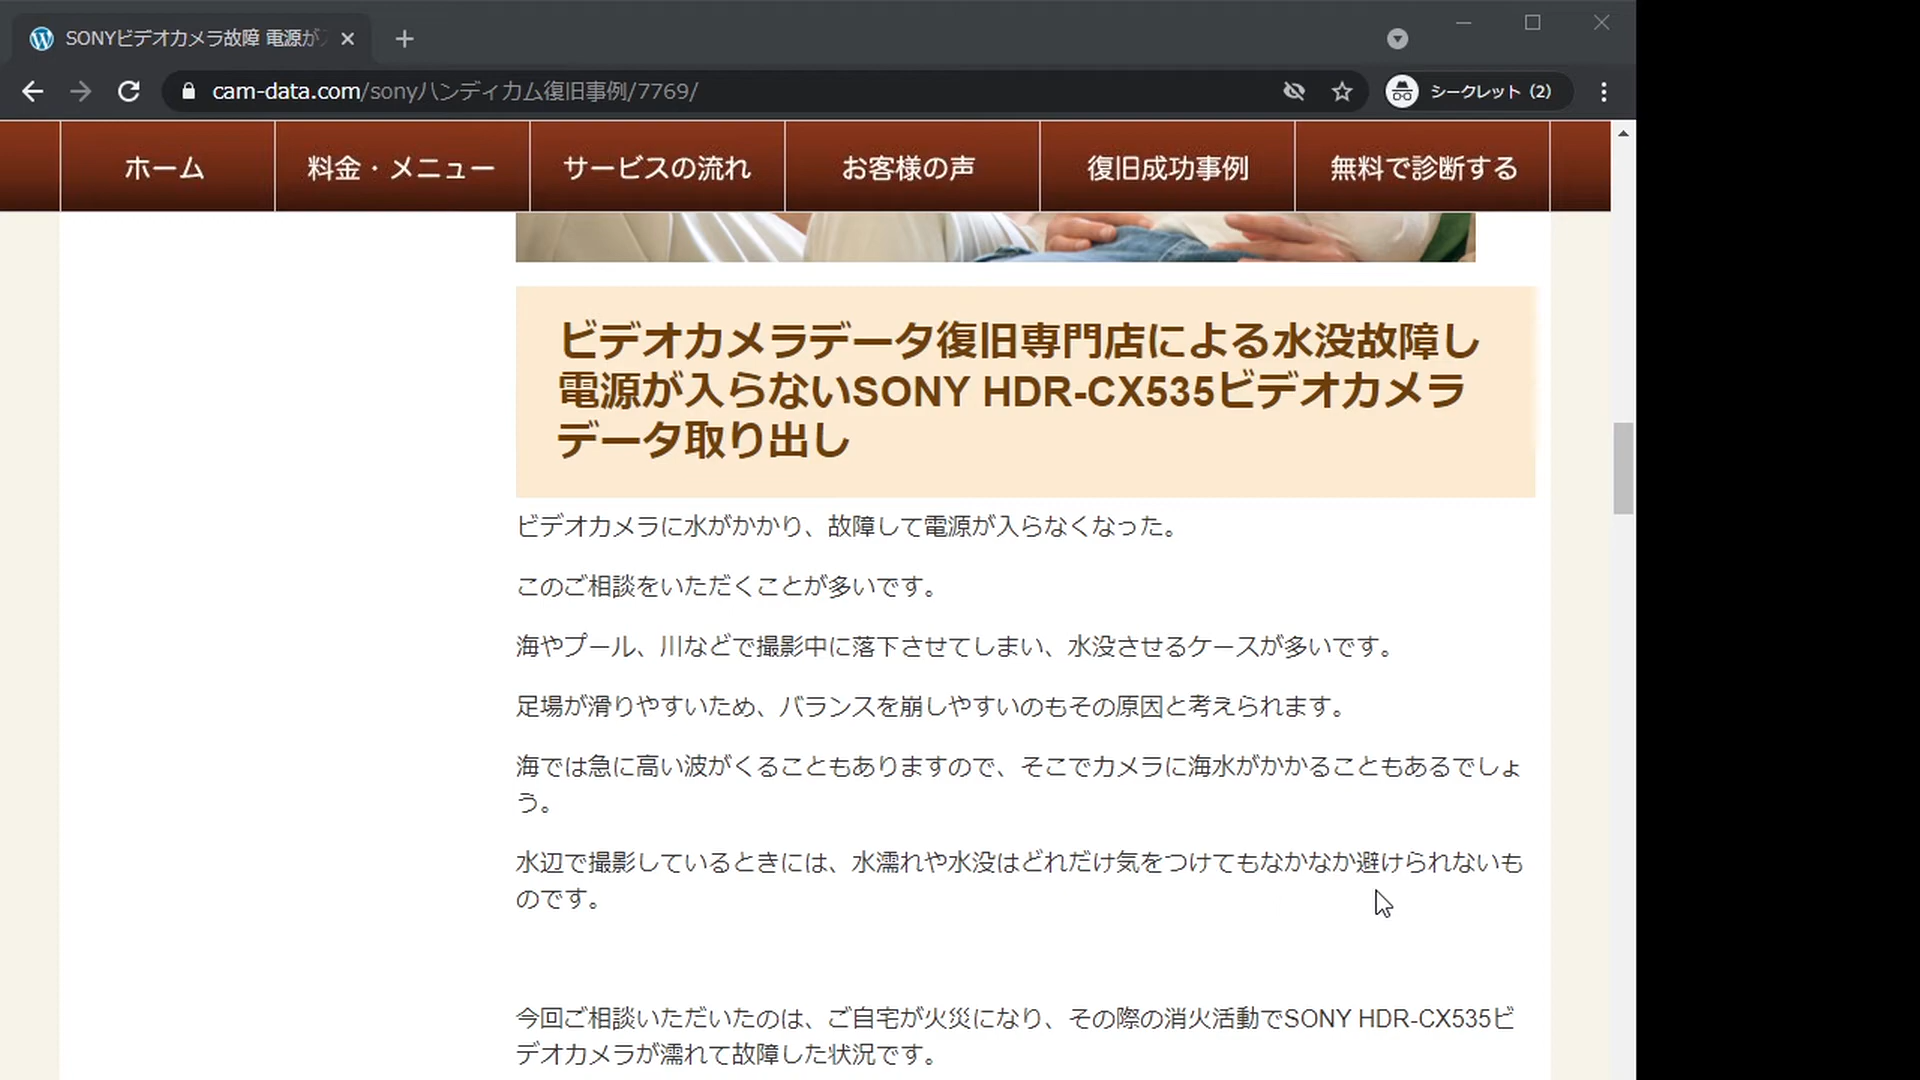 SONYビデオカメラ故障 電源が
cam-data.com/sonyハンディカム復旧事例/7769/
シークレット (2)
ホーム
料金・メニュー
サービスの流れ
お客様の声
復旧成功事例
無料で診断する
ビデオカメラデータ復旧専門店による水没故障し
電源が入らないSONY HDR-CX535ビデオカメラ
データ取り出し
ビデオカメラに水がかかり、故障して電源が入らなくなった。
このご相談をいただくことが多いです。
海やプール、川などで撮影中に落下させてしまい、水没させるケースが多いです。
足場が滑りやすいため、バランスを崩しやすいのもその原因と考えられます。
海では急に高い波がくることもありますので、そこでカメラに海水がかかることもあるでしょ
う。
水辺で撮影しているときには、水濡れや水没はどれだけ気をつけてもなかなか避けられないも
のです。
今回ご相談いただいたのは、ご自宅が火災になり、その際の消火活動でSONY HDR-CX535ビ
デオカメラが濡れて故障した状況です。